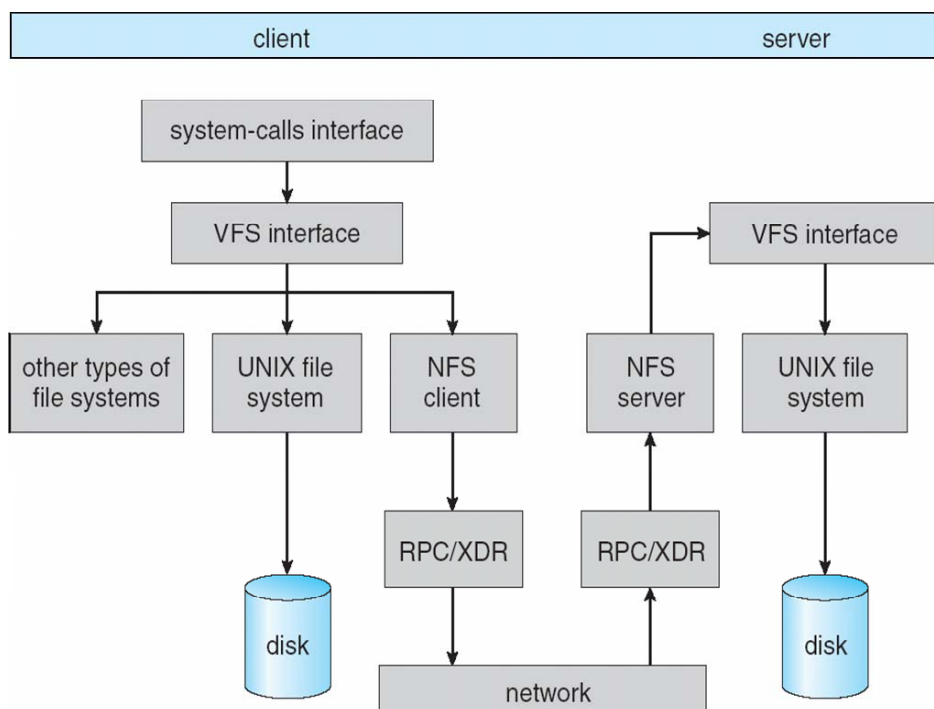 client
server
system-calls interface
VFS interface
VFS interface
other types of
file systems
UNIX file
system
NFS
client
NFS
server
UNIX file
system
RPC/XDR
RPC/XDR
disk
disk
network